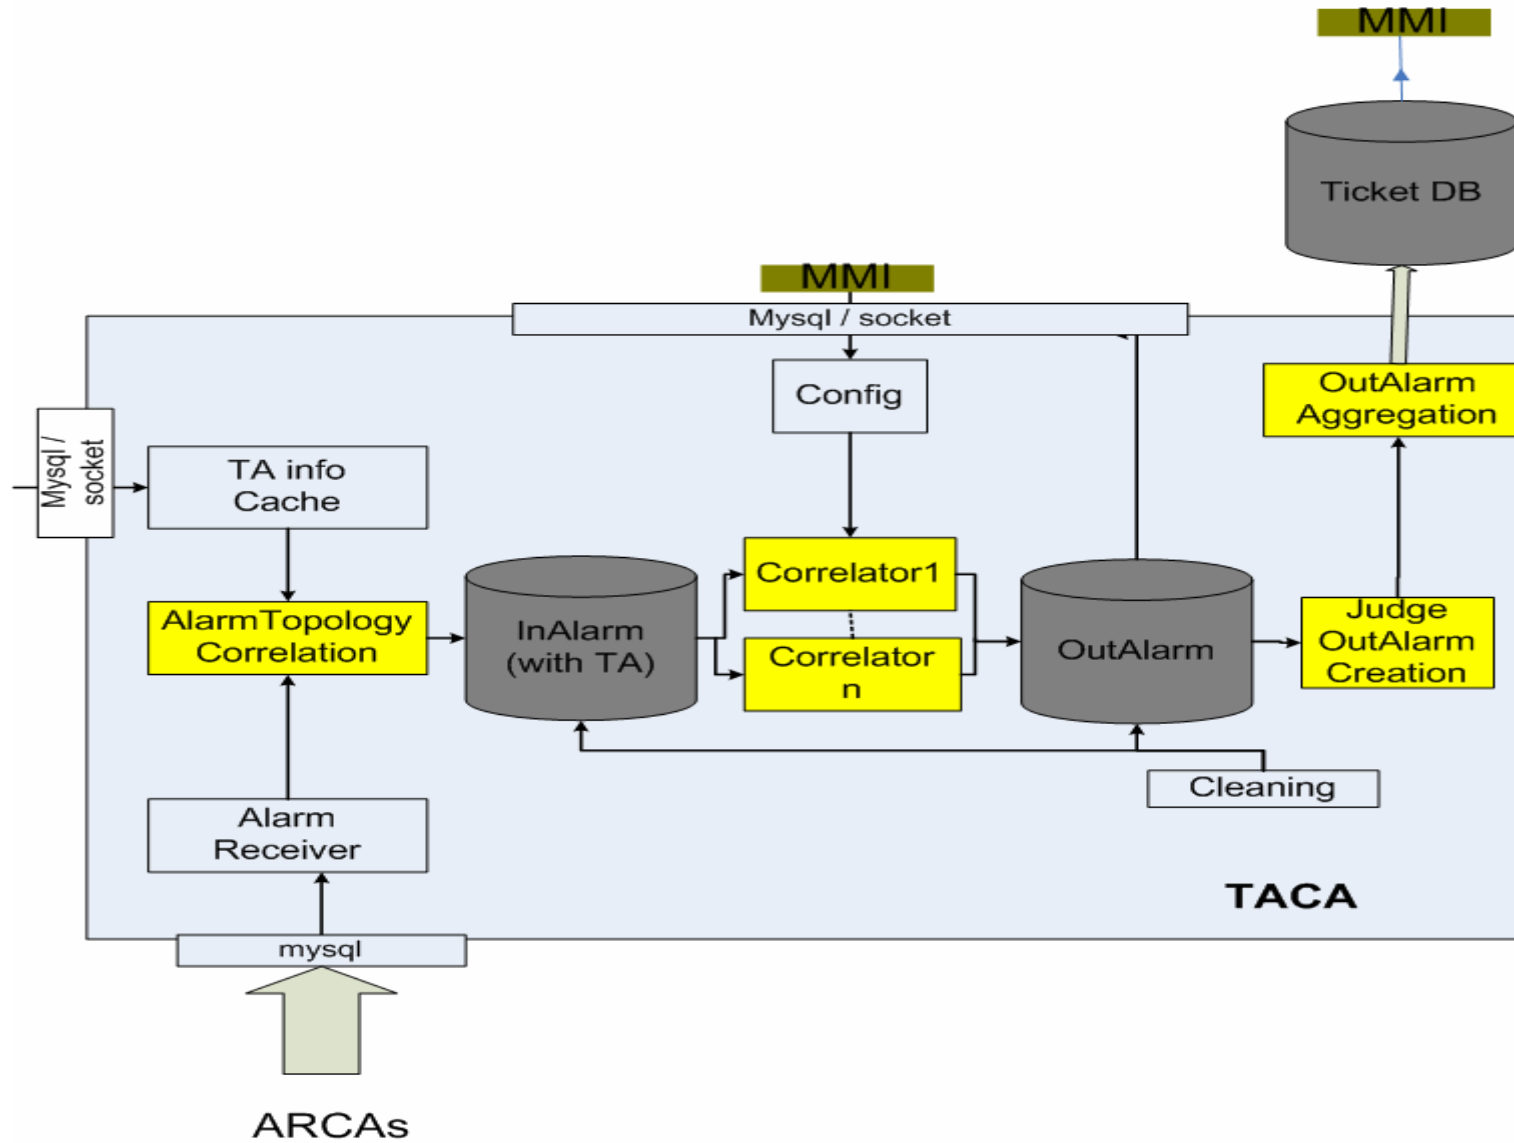 MMI
Ticket DB
MMI
Mysql / socket
Config
OutAlarm
Aggregation
Mysql /
socket
TA info
Cache
AlarmTopology
Correlation
InAlarm
(with TA)
Correlator1
Correlator
n
OutAlarm
Judge
OutAlarm
Creation
Cleaning
Alarm
Receiver
TACA
mysql
ARCAs